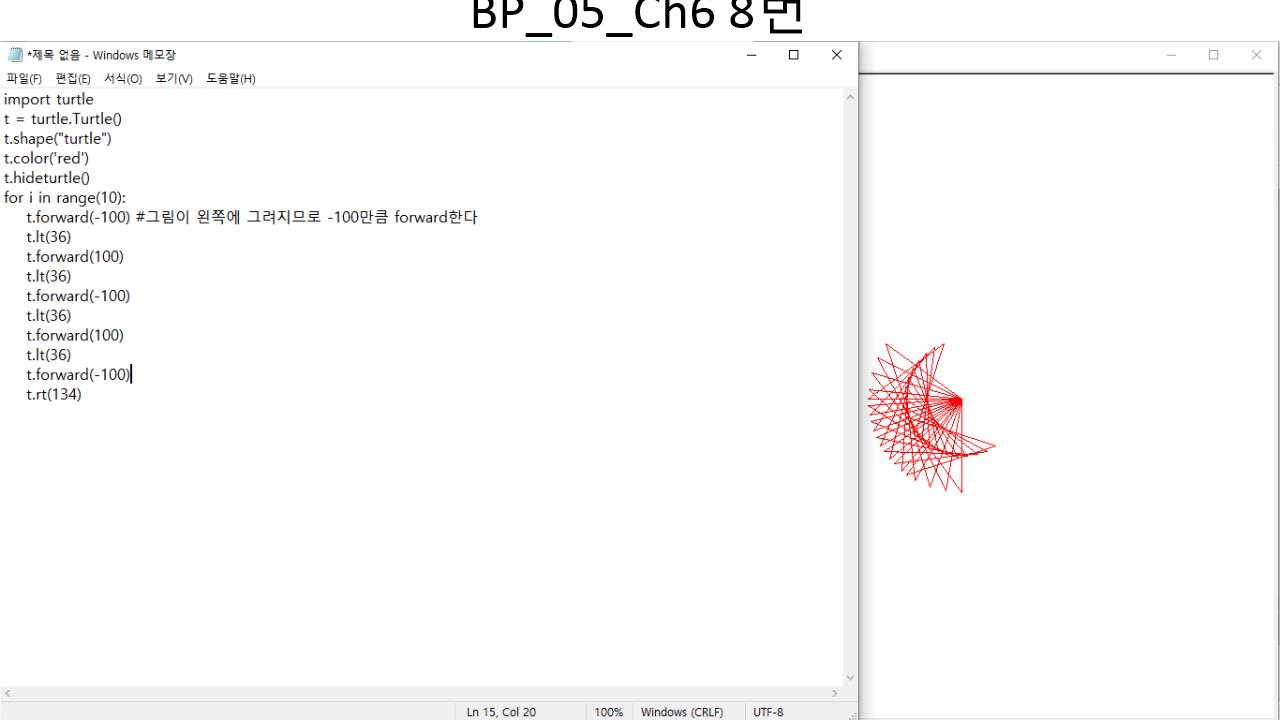 BP_05_Ch6 8번
*제목 없음 - Windows 메모장
파일(F) 편집(E) 서식(O) 보기(V) 도움말(H)
import turtle
t = turtle.Turtle()
t.shape("turtle")
t.color('red')
t.hideturtle()
for i in range(10):
t.forward(-100) #그림이 왼쪽에 그려지므로 -100만큼 forward한다
t.lt(36)
t.forward(100)
t.lt(36)
t.forward(-100)
t.lt(36)
t.forward(100)
t.lt(36)
t.forward(-100)
t.rt(134)
Ln 15, Col 20 100% Windows (CRLF) UTF-8